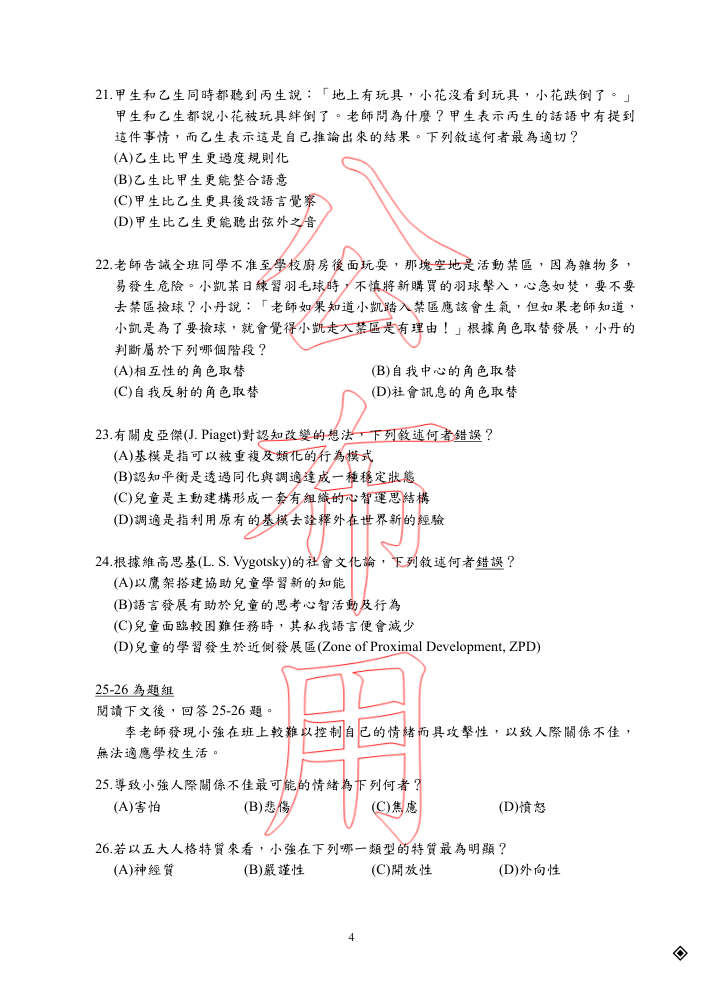 21.甲生和乙生同時都聽到丙生說：「地上有玩具，小花沒看到玩具，小花跌倒了。」
甲生和乙生都說小花被玩具絆倒了。老師問為什麼？甲生表示丙生的話語中有提到
這件事情，而乙生表示這是自己推論出來的結果。下列敘述何者最為適切？
(A)乙生比甲生更過度規則化
(B)乙生比甲生更能整合語意
(C)甲生比乙生更具後設語言覺察
(D)甲生比乙生更能聽出弦外之音
22.老師告誡全班同學不准至學校廚房後面玩耍，那塊空地是活動禁區，因為雜物多，
易發生危險。小凱某日練習羽毛球時，不慎將新購買的羽球擊入，心急如焚，要不要
去禁區撿球？小丹說：「老師如果知道小凱踏入禁區應該會生氣，但如果老師知道，
小凱是為了要撿球，就會覺得小凱走入禁區是有理由！」根據角色取替發展，小丹的
判斷屬於下列哪個階段？
(A)相互性的角色取替 (B)自我中心的角色取替
(C)自我反射的角色取替 (D)社會訊息的角色取替
23.有關皮亞傑(J. Piaget)對認知改變的想法，下列敘述何者錯誤？
(A)基模是指可以被重複及類化的行為模式
(B)認知平衡是透過同化與調適達成一種穩定狀態
(C)兒童是主動建構形成一套有組織的心智運思結構
(D)調適是指利用原有的基模去詮釋外在世界新的經驗
24.根據維高思基(L. S. Vygotsky)的社會文化論，下列敘述何者錯誤？
(A)以鷹架搭建協助兒童學習新的知能
(B)語言發展有助於兒童的思考心智活動及行為
(C)兒童面臨較困難任務時，其私我語言便會減少
(D)兒童的學習發生於近側發展區(Zone of Proximal Development, ZPD)
25-26 為題組
閱讀下文後，回答 25-26 題。
李老師發現小強在班上較難以控制自己的情緒而具攻擊性，以致人際關係不佳，
無法適應學校生活。
25.導致小強人際關係不佳最可能的情緒為下列何者？
(A)害怕 (B)悲傷 (C)焦慮 (D)憤怒
26.若以五大人格特質來看，小強在下列哪一類型的特質最為明顯？
(A)神經質 (B)嚴謹性 (C)開放性 (D)外向性
4
公布用